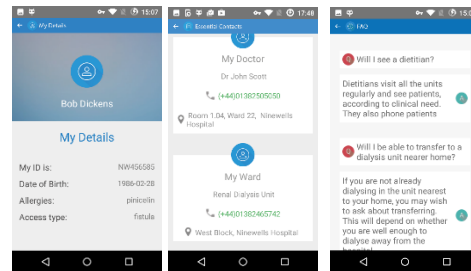 15:07
My Details
Bob Dickens
My Details
My ID is: NW456585
Date of Birth: 1986-02-28
Allergies: pinicelin
Access type: fistula
17:48
Essential Contacts
My Doctor
Dr John Scott
(+44)01382505050
Room 1.04, Ward 22, Ninewells
Hospital
My Ward
Renal Dialysis Unit
(+44)01382465742
West Block, Ninewells Hospital
FAQ
Will I see a dietitian?
Dietitians visit all the units
regularly and see patients,
according to clinical need.
They also phone patients
Will I be able to transfer to a
dialysis unit nearer home?
If you are not already
dialysing in the unit nearest
to your home, you may wish
to ask about transferring.
This will depend on whether
you are well enough to
dialyse away from the
hospital